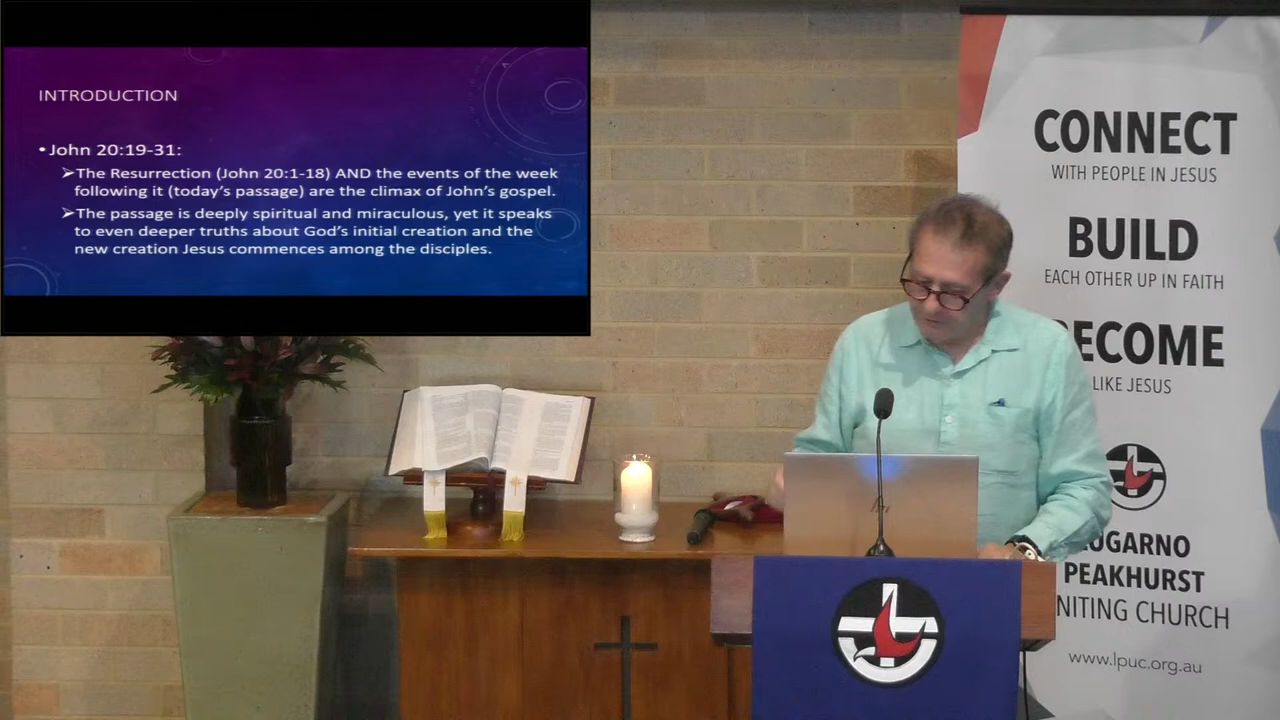 INTRODUCTION
• John 20:19-31:
➢The Resurrection (John 20:1-18) AND the events of the week
following it (today's passage) are the climax of John's gospel.
➢The passage is deeply spiritual and miraculous, yet it speaks
to even deeper truths about God's initial creation and the
new creation Jesus commences among the disciples.
CONNECT
WITH PEOPLE IN JESUS
BUILD
EACH OTHER UP IN FAITH
ECOME
LIKE JESUS
LUGARNO
PEAKHURST
NITING CHURCH
www.lpuc.org.au